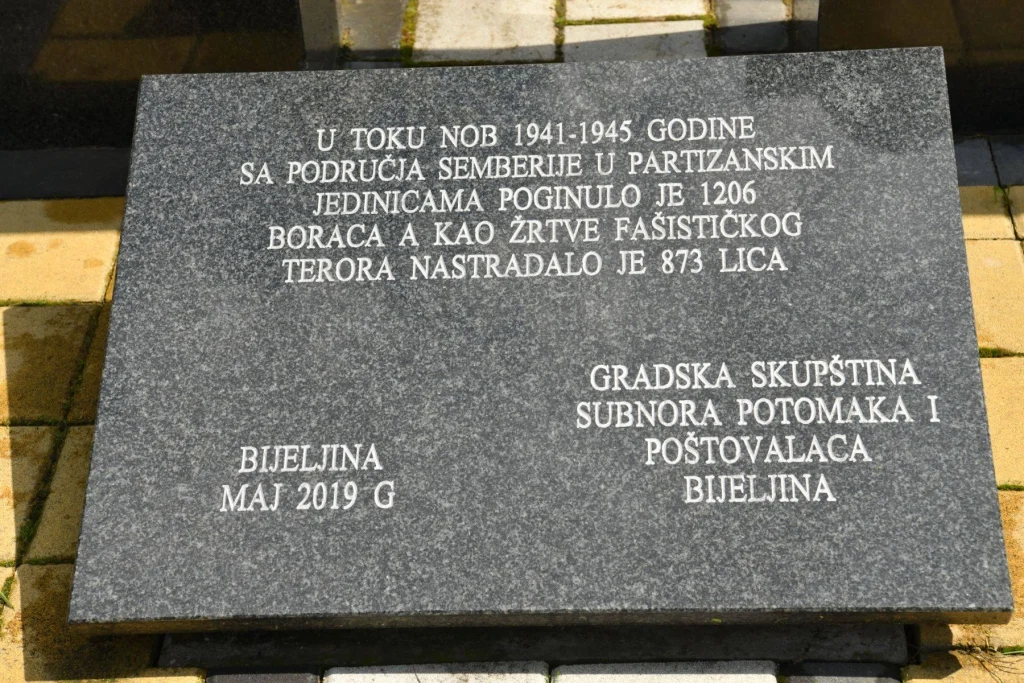 U TOKU NOB 1941-1945 GODINE
SA PODRUČJA SEMBERIJE U PARTIZANSKIM
JEDINICAMA POGINULO JE 1206
BORACA A KAO ŽRTVE FAŠISTIČKOG
TERORA NASTRADALO JE 873 LICA
BIJELJINA
MAJ 2019 G
GRADSKA SKUPŠTINA
SUBNORA POTOMAKA I
POŠTOVALACA
BIJELJINA